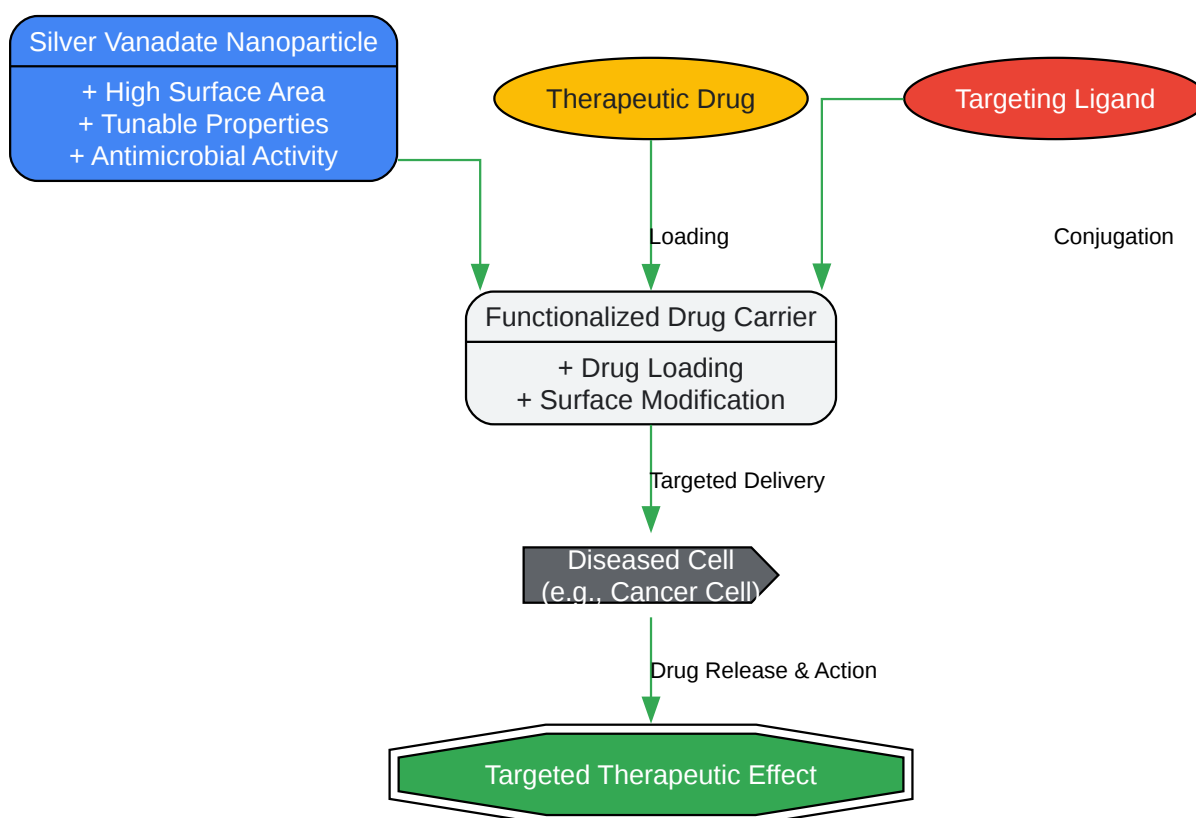 Silver Vanadate Nanoparticle
+ High Surface Area
+ Tunable Properties
+ Antimicrobial Activity
Therapeutic Drug
Targeting Ligand
Loading
Conjugation
Functionalized Drug Carrier
+ Drug Loading
+ Surface Modification
Targeted Delivery
Diseased Cell
(e.g., Cancer Cell)
Drug Release & Action
Targeted Therapeutic Effect